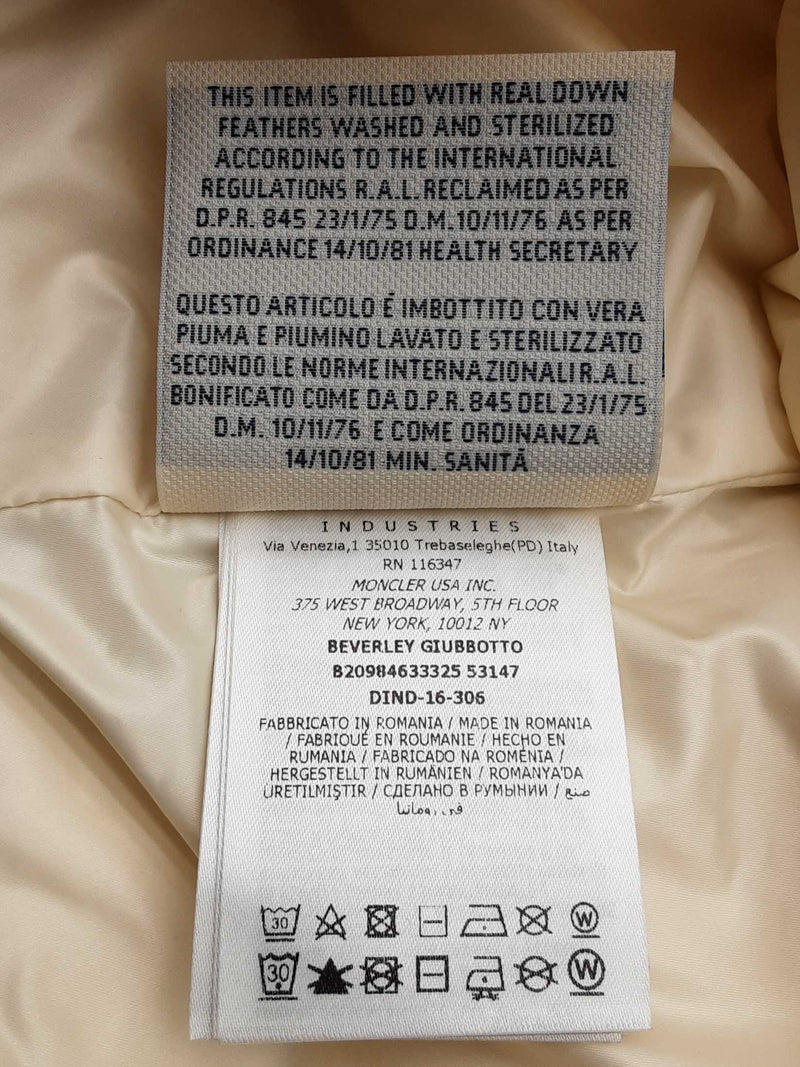 THIS ITEM IS FILLED WITH REAL DOWN
FEATHERS WASHED AND STERILIZED
ACCORDING TO THE INTERNATIONAL
REGULATIONS R.A.L. RECLAIMED AS PER
D.P.R. 845 23/1/75 D.M. 10/11/76 AS PER
ORDINANCE 14/10/81 HEALTH SECRETARY
QUESTO ARTICOLO É IMBOTTITO CON VERA
PIUMA E PIUMINO LAVATO E STERILIZZATO
SECONDO LE NORME INTERNAZIONALI R.A.L.
BONIFICATO COME DA D.P.R. 845 DEL 23/1/75
D.M. 10/11/76 E COME ORDINANZA
14/10/81 MIN. SANITÃ
INDUSTRIES
Via Venezia,1 35010 Trebaseleghe(PD) Italy
RN 116347
MONCLER USA INC.
375 WEST BROADWAY, 5TH FLOOR
NEW YORK, 10012 NY
BEVERLEY GIUBBOTTO
B20984633325 53147
DIND-16-306
FABBRICATO IN ROMANIA / MADE IN ROMANIA
/ FABRIQUÉ EN ROUMANIE / HECHO EN
RUMANIA / FABRICADO NA ROMÉNIA /
HERGESTELLT IN RUMÄNIEN / ROMANYA'DA
ÜRETILMIŞTIR / СДЕЛАНО В РУМЫНИИ / صنع
في رومانيا
30 W
30 W